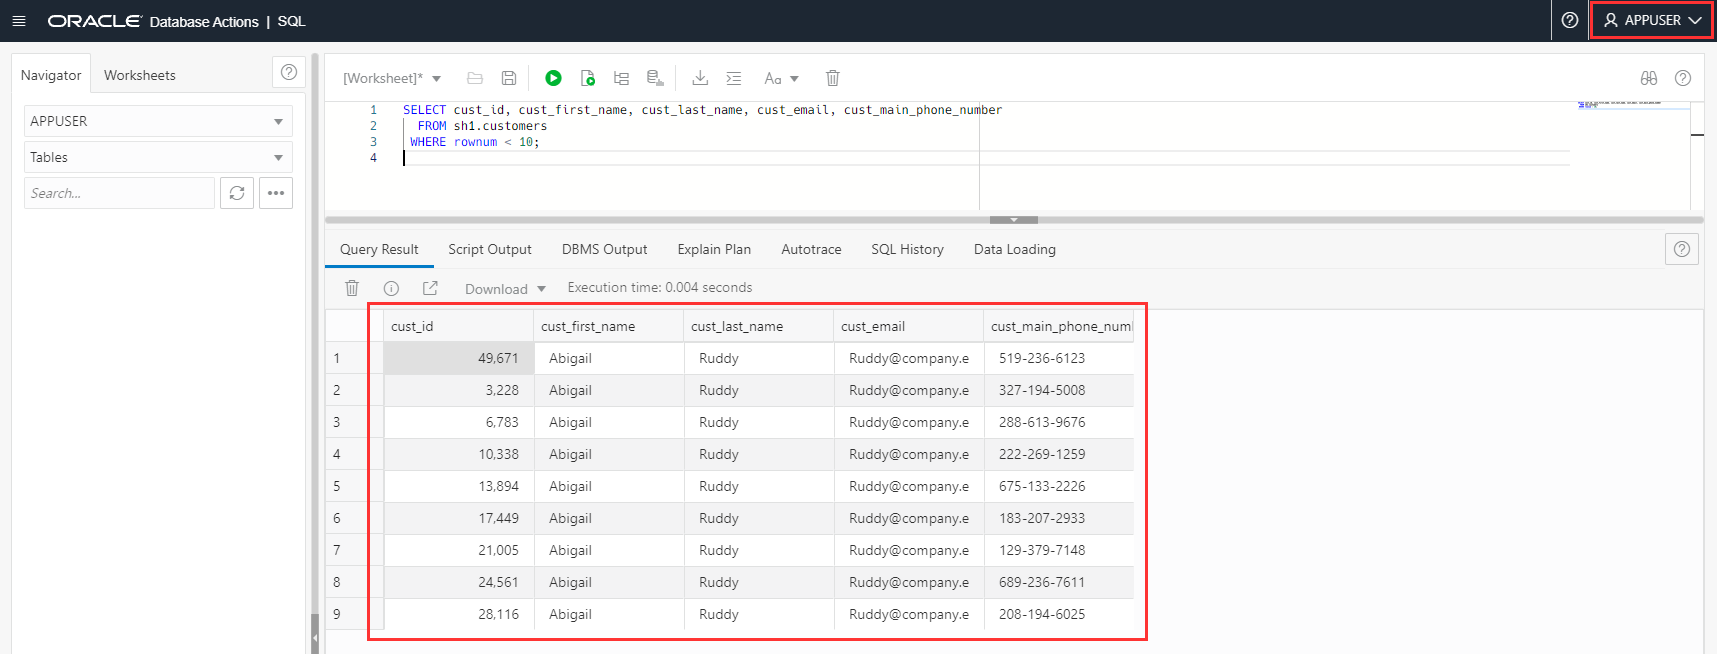 ORACLE Database Actions | SQL
APPUSER
Navigator
Worksheets
APPUSER
Tables
Search...
[Worksheet]*
Aa
1 SELECT cust_id, cust_first_name, cust_last_name, cust_email, cust_main_phone_number
2 FROM sh1.customers
3 WHERE rownum < 10;
4
Query Result Script Output DBMS Output Explain Plan Autotrace SQL History Data Loading
Download Execution time: 0.004 seconds
cust_id cust_first_name cust_last_name cust_email cust_main_phone_num
1 49,671 Abigail Ruddy Ruddy@company.e 519-236-6123
2 3,228 Abigail Ruddy Ruddy@company.e 327-194-5008
3 6,783 Abigail Ruddy Ruddy@company.e 288-613-9676
4 10,338 Abigail Ruddy Ruddy@company.e 222-269-1259
5 13,894 Abigail Ruddy Ruddy@company.e 675-133-2226
6 17,449 Abigail Ruddy Ruddy@company.e 183-207-2933
7 21,005 Abigail Ruddy Ruddy@company.e 129-379-7148
8 24,561 Abigail Ruddy Ruddy@company.e 689-236-7611
9 28,116 Abigail Ruddy Ruddy@company.e 208-194-6025